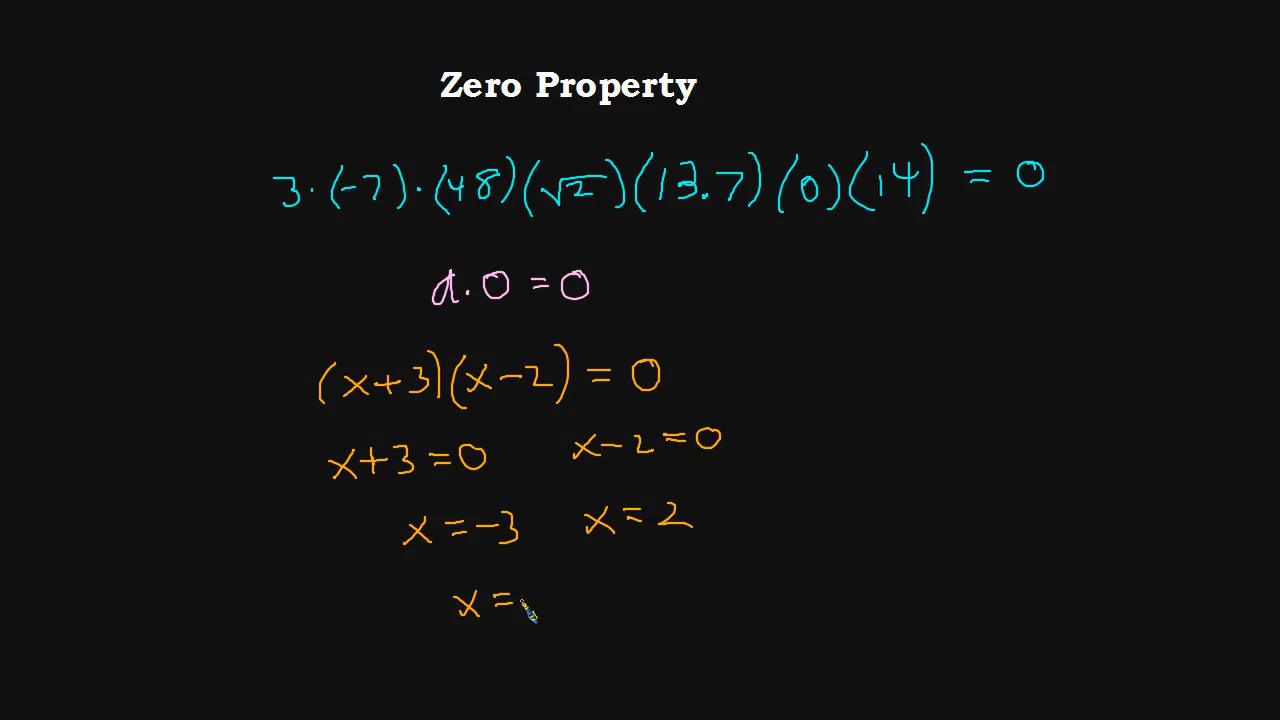 Zero Property
3·(-7)·(48)(√2)(13.7)(0)(14) = 0
a·0 = 0
(x+3)(x-2) = 0
x+3=0 x-2=0
x=-3 x=2
x=